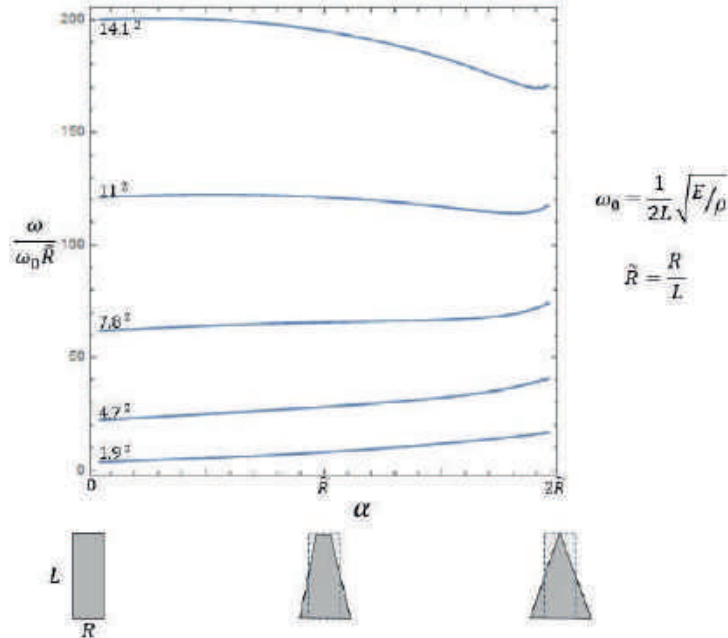 200
14.1²
150
11²
ω/(ω₀R̃)
100
7.8²
50
4.7²
1.9²
0
0
R̃
2R̃
α
ω₀ = 1/(2L) √(E/ρ)
R̃ = R/L
L
R